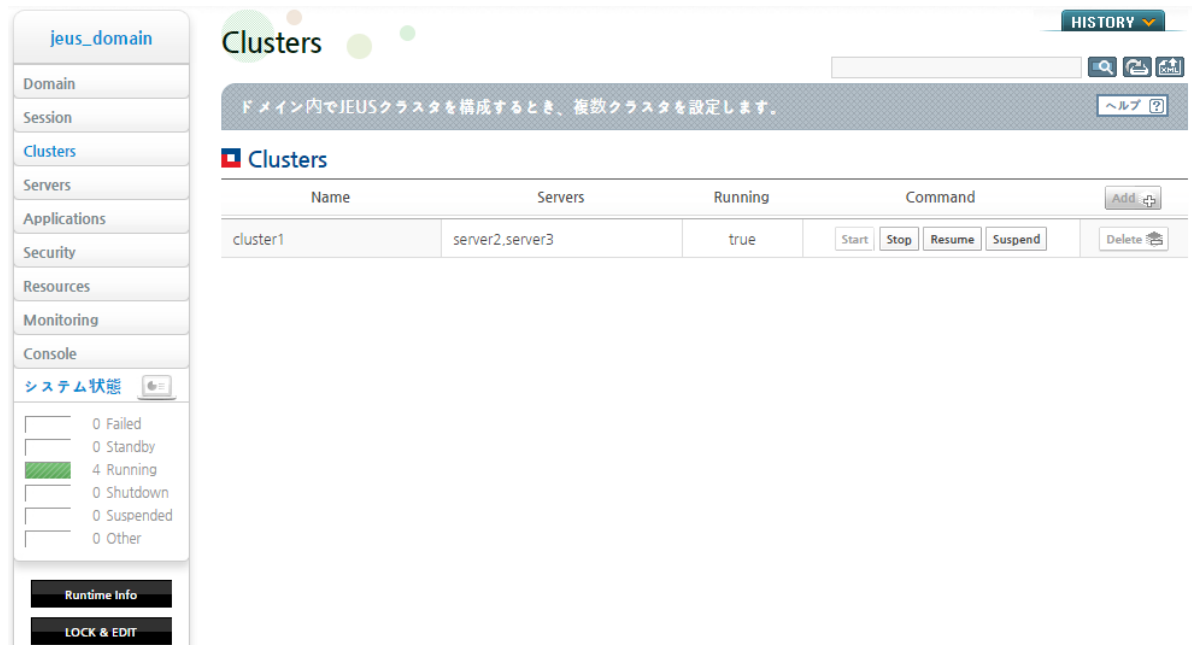 jeus_domain
Domain
Session
Clusters
Servers
Applications
Security
Resources
Monitoring
Console
システム状態
0 Failed
0 Standby
4 Running
0 Shutdown
0 Suspended
0 Other
Runtime Info
LOCK & EDIT
Clusters
HISTORY
XML
ドメイン内でJEUSクラスタを構成するとき、複数クラスタを設定します。
ヘルプ ?
Clusters
Name Servers Running Command Add
cluster1 server2,server3 true Start Stop Resume Suspend Delete